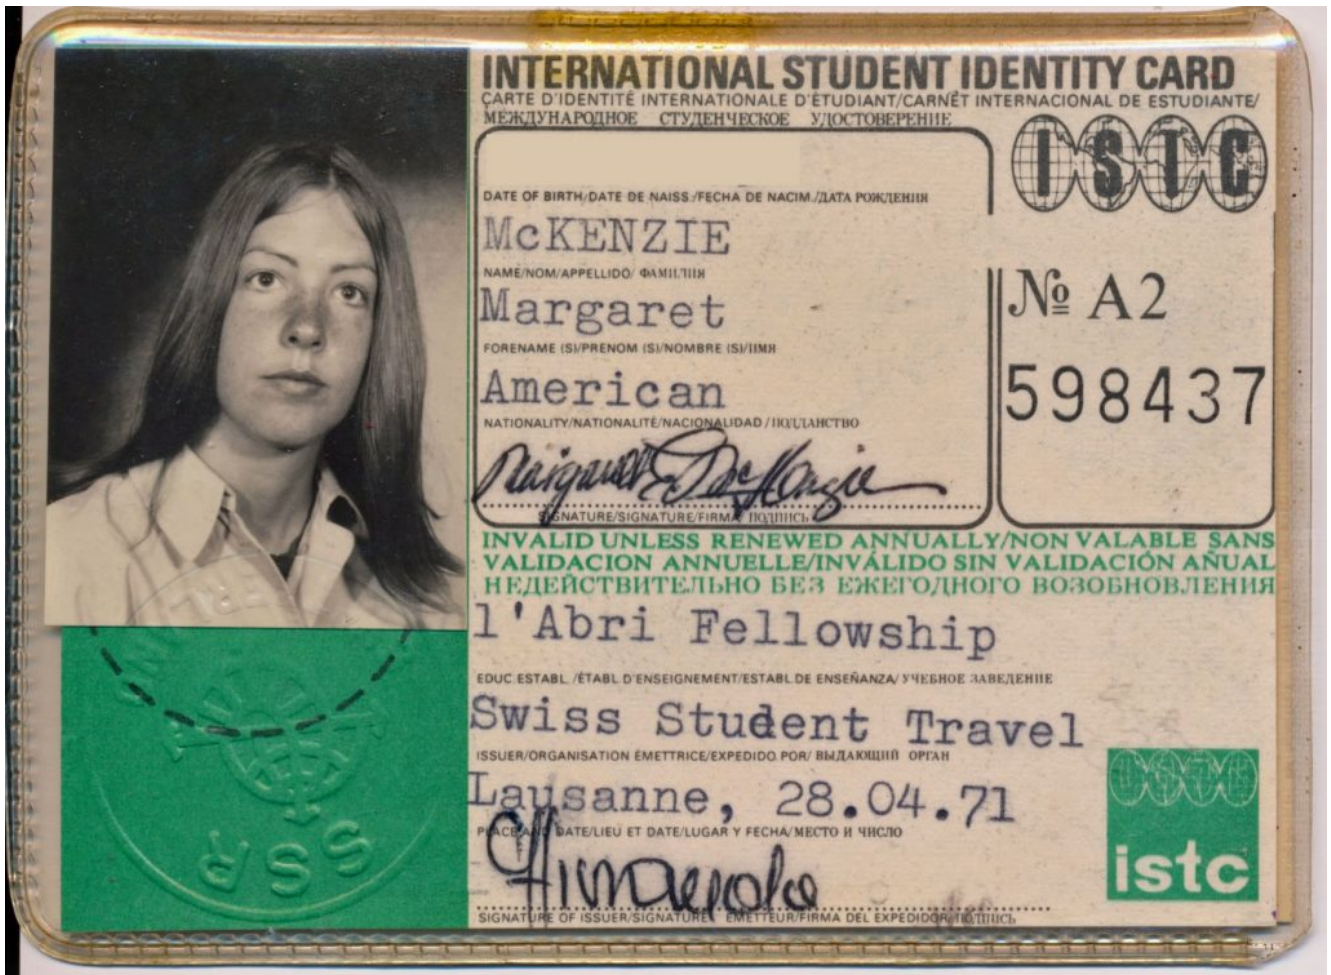 INTERNATIONAL STUDENT IDENTITY CARD
CARTE D'IDENTITÉ INTERNATIONALE D'ÉTUDIANT/CARNÉT INTERNACIONAL DE ESTUDIANTE/
МЕЖДУНАРОДНОЕ СТУДЕНЧЕСКОЕ УДОСТОВЕРЕНИЕ
ISTC
DATE OF BIRTH/DATE DE NAISS./FECHA DE NACIM./ДАТА РОЖДЕНИЯ
McKENZIE
NAME/NOM/APPELLIDO/ ФАМИЛИЯ
Margaret
FORENAME (S)/PRENOM (S)/NOMBRE (S)/ИМЯ
American
NATIONALITY/NATIONALITÉ/NACIONALIDAD/ПОДДАНСТВО
Margaret E McKenzie
SIGNATURE/SIGNATURE/FIRMA/ ПОДПИСЬ
№ A2
598437
INVALID UNLESS RENEWED ANNUALLY/NON VALABLE SANS
VALIDACION ANNUELLE/INVÁLIDO SIN VALIDACIÓN AÑUAL
НЕДЕЙСТВИТЕЛЬНО БЕЗ ЕЖЕГОДНОГО ВОЗОБНОВЛЕНИЯ
l'Abri Fellowship
EDUC.ESTABL./ÉTABL.D'ENSEIGNEMENT/ESTABL.DE ENSEÑANZA/ УЧЕБНОЕ ЗАВЕДЕНИЕ
Swiss Student Travel
ISSUER/ORGANISATION ÉMETTRICE/EXPEDIDO POR/ ВЫДАЮЩИЙ ОРГАН
Lausanne, 28.04.71
PLACE AND DATE/LIEU ET DATE/LUGAR Y FECHA/МЕСТО И ЧИСЛО
SIGNATURE OF ISSUER/SIGNATURE EMETTEUR/FIRMA DEL EXPEDIDOR/ПОДПИСЬ
istc
SSR